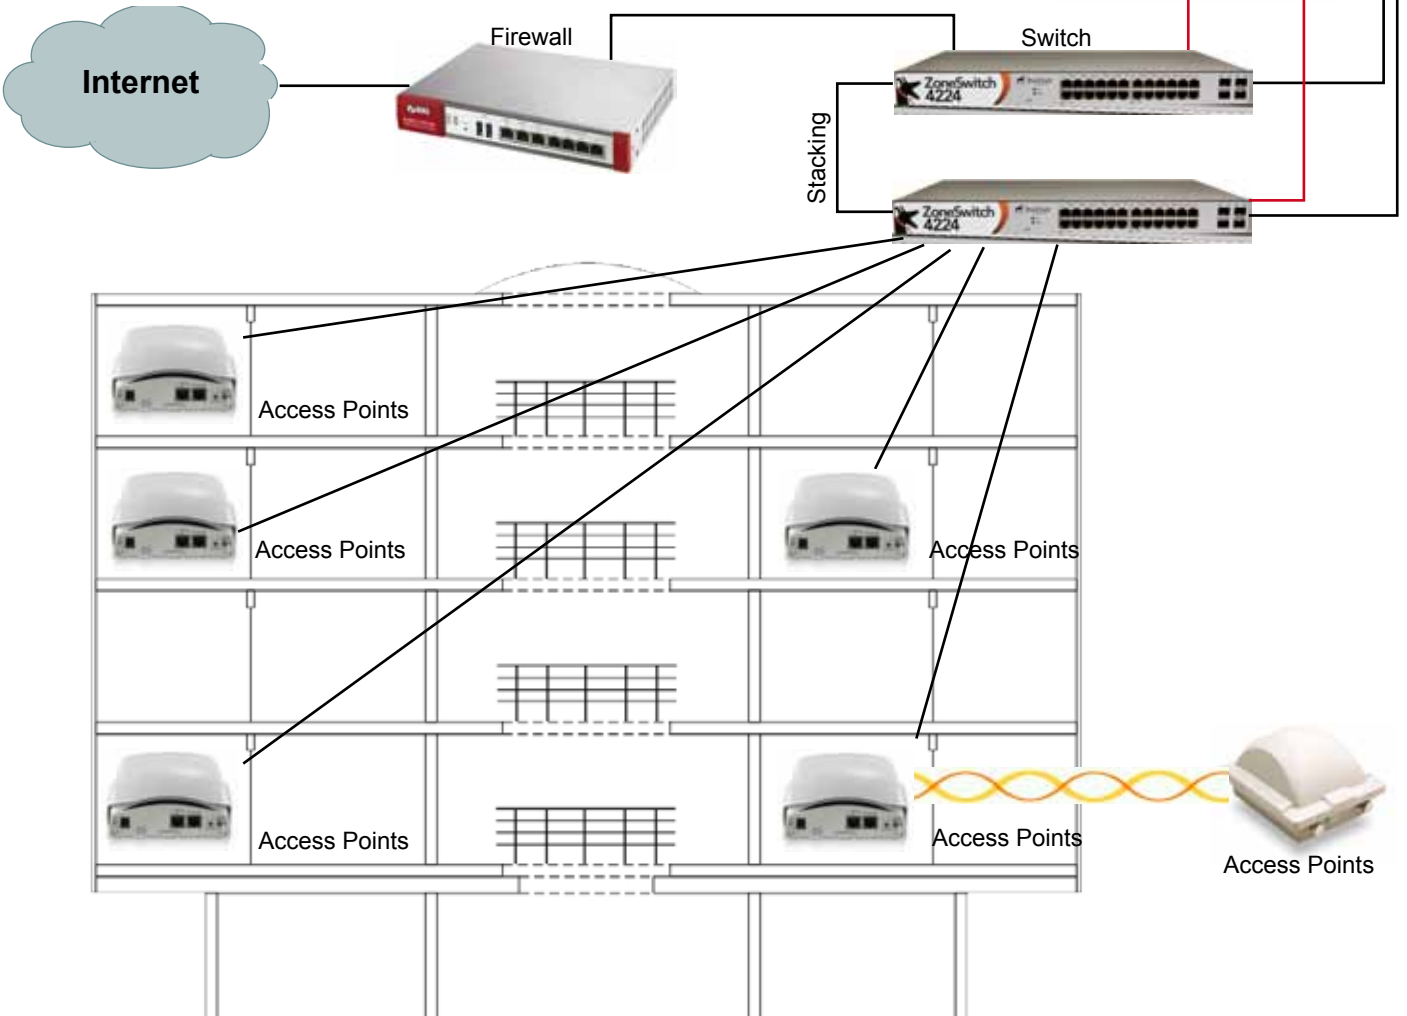 Firewall
Switch
Internet
ZoneSwitch
4224
Stacking
ZoneSwitch
4224
Access Points
Access Points
Access Points
Access Points
Access Points
Access Points